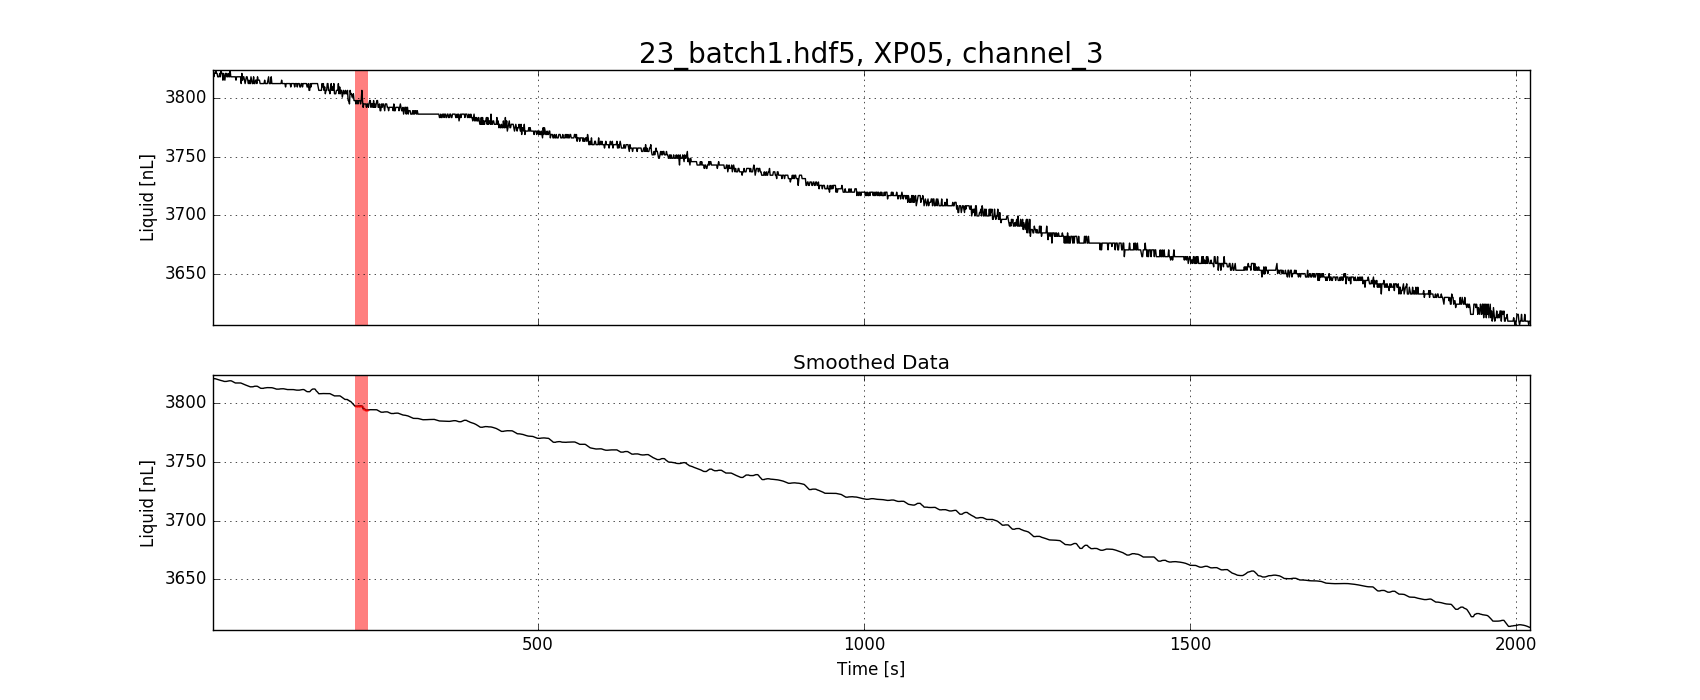 23_batch1.hdf5, XP05, channel_3
3800
3750
3700
3650
Liquid [nL]
Smoothed Data
3800
3750
3700
3650
Liquid [nL]
500
1000
1500
2000
Time [s]